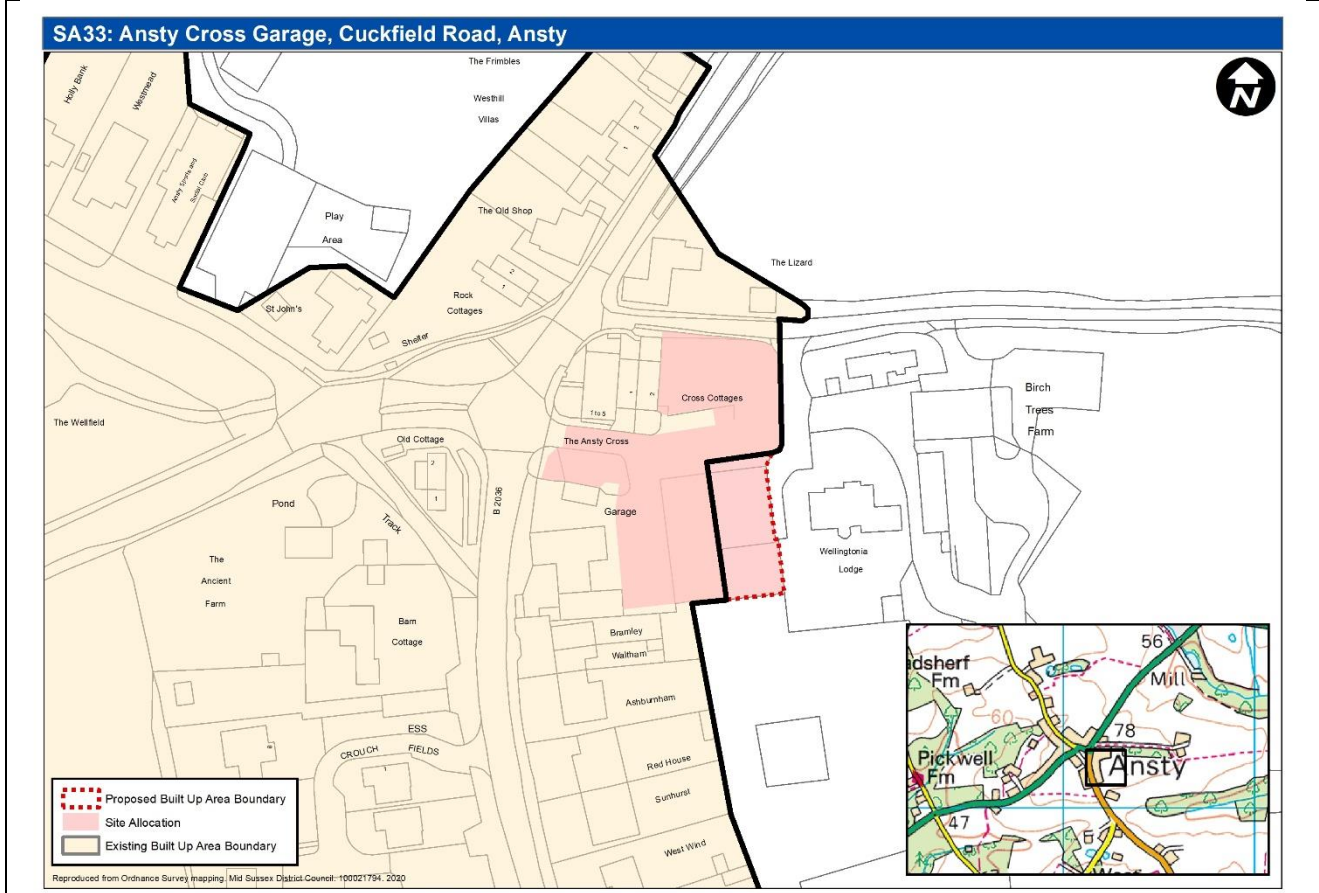 SA33: Ansty Cross Garage, Cuckfield Road, Ansty
N
Holly Bank
Westmead
Ansty Sports and
Social Club
The Frimbles
Westhill
Villas
2
1
Play
Area
The Old Shop
St John's
Rock
Cottages
2
1
Shelter
The Lizard
The Wellfield
1
2
1 to 5
Cross Cottages
The Ansty Cross
Birch
Trees
Farm
Old Cottage
2
1
B 2036
Pond
Track
Garage
The
Ancient
Farm
Barn
Cottage
Wellingtonia
Lodge
Bramley
Waltham
Ashburnham
ESS
CROUCH FIELDS
8
1
Red House
Sunhurst
West Wind
Proposed Built Up Area Boundary
Site Allocation
Existing Built Up Area Boundary
Reproduced from Ordnance Survey mapping. Mid Sussex District Council. 100021794. 2020
56
dsherf
Fm
Mill
60
78
Pickwell
Fm
Ansty
47